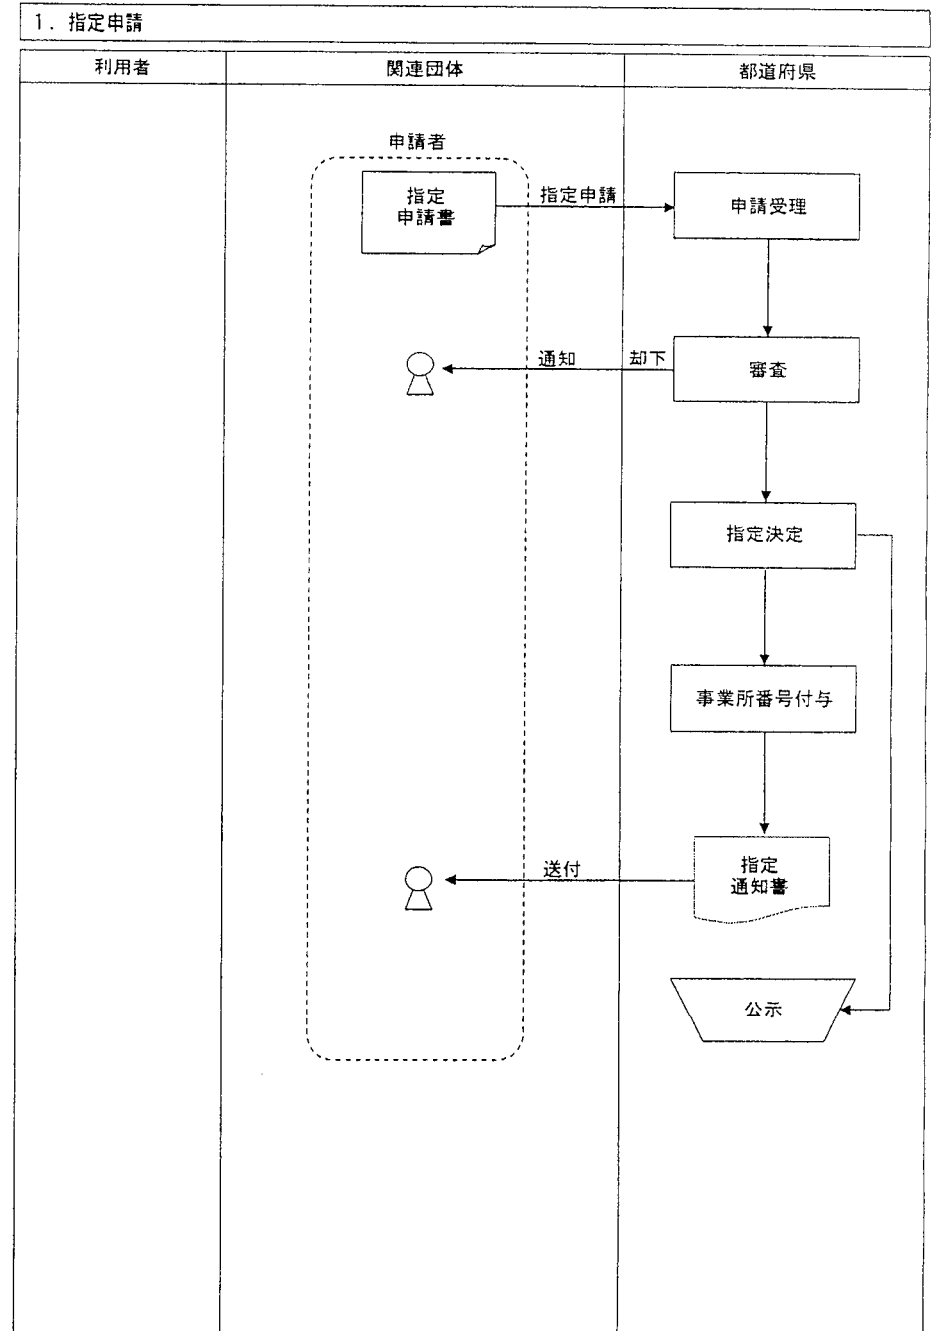 1．指定申請
利用者
関連団体
都道府県
申請者
指定
申請書
指定申請
申請受理
通知
却下
審査
指定決定
事業所番号付与
送付
指定
通知書
公示